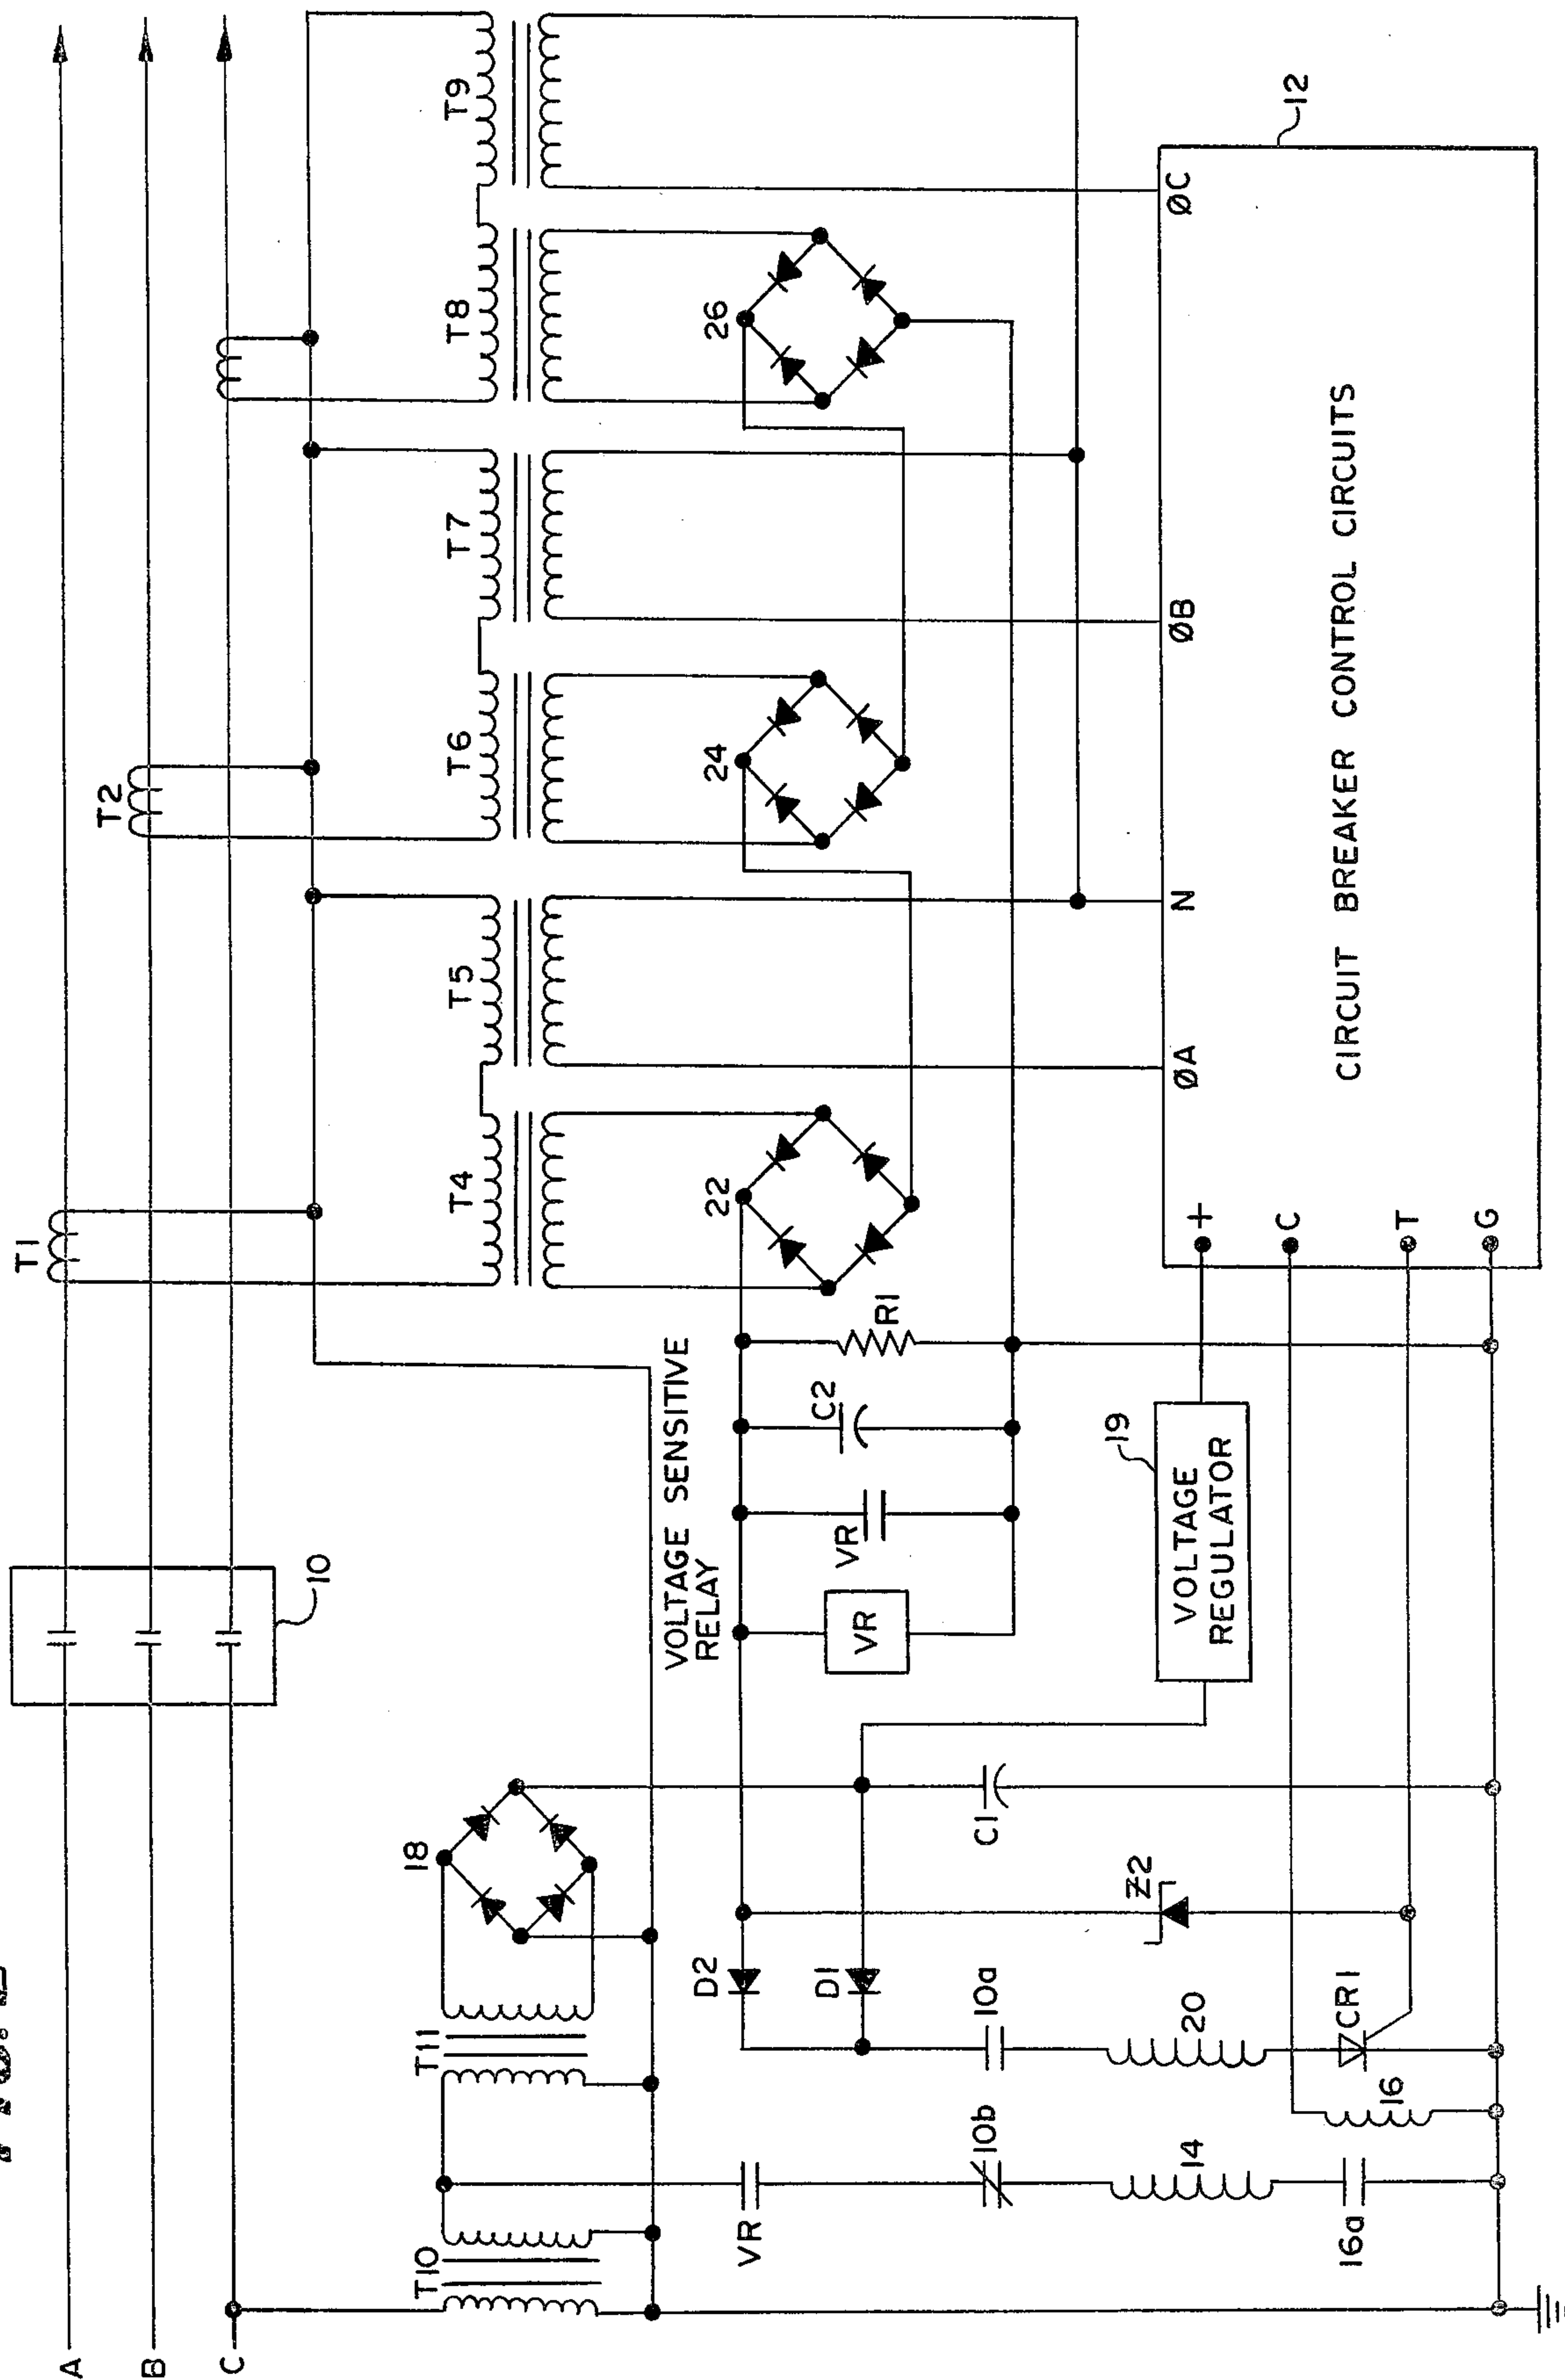 A
B
C
10
T1
T2
T4
T5
T6
T7
T8
T9
T10
T11
18
VOLTAGE SENSITIVE
RELAY
22
24
26
VR
10b
14
16a
16
D2
D1
10a
20
CR1
Z2
C1
VR
VR
C2
R1
19
VOLTAGE
REGULATOR
+
C
T
G
ØA
N
ØB
ØC
CIRCUIT BREAKER CONTROL CIRCUITS
12